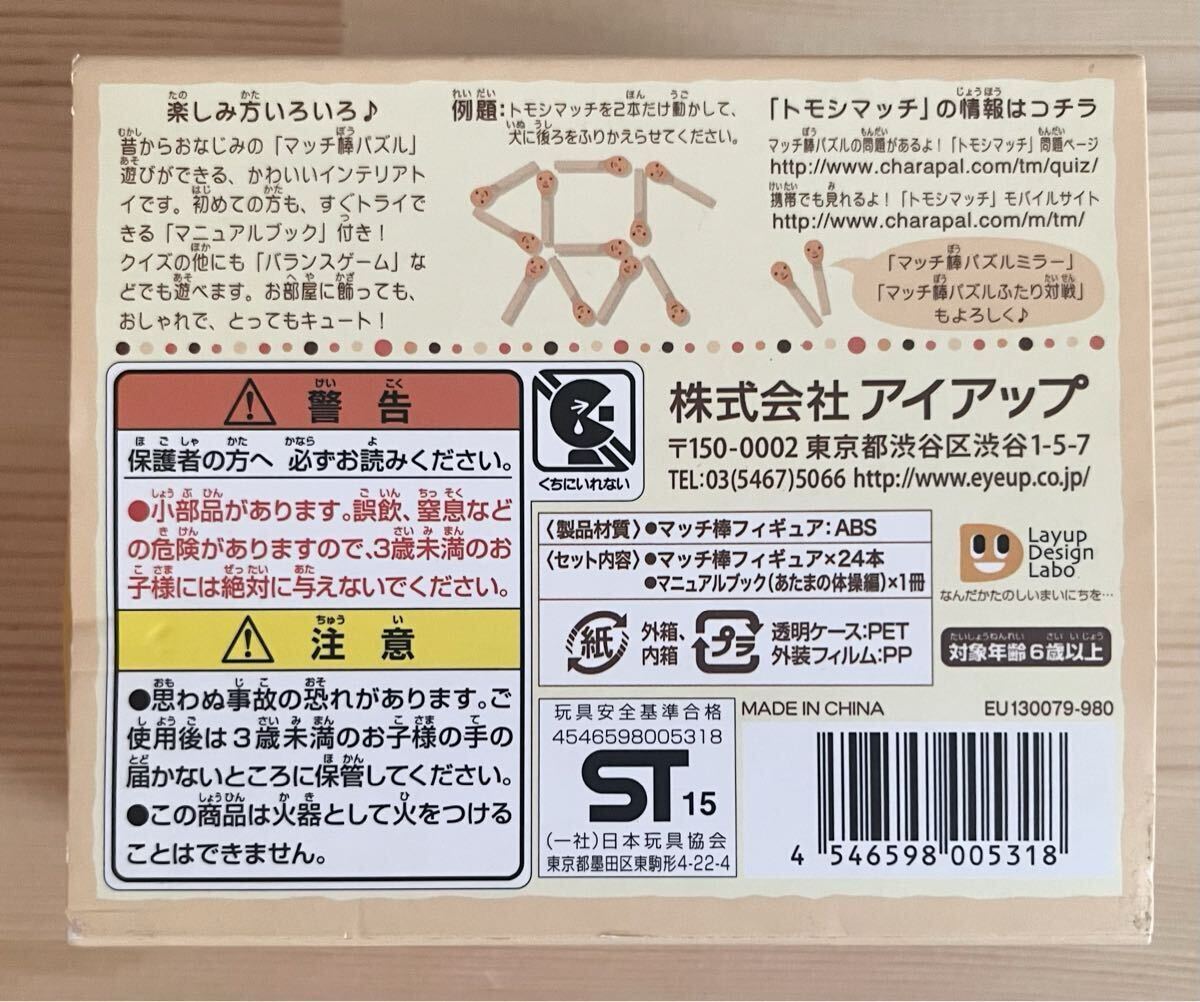 楽しみ方いろいろ♪
昔からおなじみの「マッチ棒パズル」
遊びができる、かわいいインテリアト
イです。初めての方も、すぐトライで
きる「マニュアルブック」付き！
クイズの他にも「バランスゲーム」な
どでも遊べます。お部屋に飾っても、
おしゃれで、とってもキュート！
例題：トモシマッチを2本だけ動かして、
犬に後ろをふりかえらせてください。
「トモシマッチ」の情報はコチラ
マッチ棒パズルの問題があるよ！「トモシマッチ」問題ページ
http://www.charapal.com/tm/quiz/
携帯でも見れるよ！「トモシマッチ」モバイルサイト
http://www.charapal.com/m/tm/
「マッチ棒パズルミラー」
「マッチ棒パズルふたり対戦」
もよろしく♪
警告
保護者の方へ 必ずお読みください。
●小部品があります。誤飲、窒息など
の危険がありますので、3歳未満のお
子様には絶対に与えないでください。
注意
●思わぬ事故の恐れがあります。ご
使用後は3歳未満のお子様の手の
届かないところに保管してください。
●この商品は火器として火をつける
ことはできません。
くちにいれない
株式会社 アイアップ
〒150-0002 東京都渋谷区渋谷1-5-7
TEL:03(5467)5066 http://www.eyeup.co.jp/
〈製品材質〉●マッチ棒フィギュア：ABS
〈セット内容〉●マッチ棒フィギュア×24本
●マニュアルブック(あたまの体操編)×1冊
紙
外箱、
内箱
プラ
透明ケース：PET
外装フィルム：PP
Layup
Design
Labo
なんだかたのしいまいにちを…
対象年齢6歳以上
玩具安全基準合格
4546598005318
ST 15
(一社)日本玩具協会
東京都墨田区東駒形4-22-4
MADE IN CHINA
EU130079-980
4 546598 005318